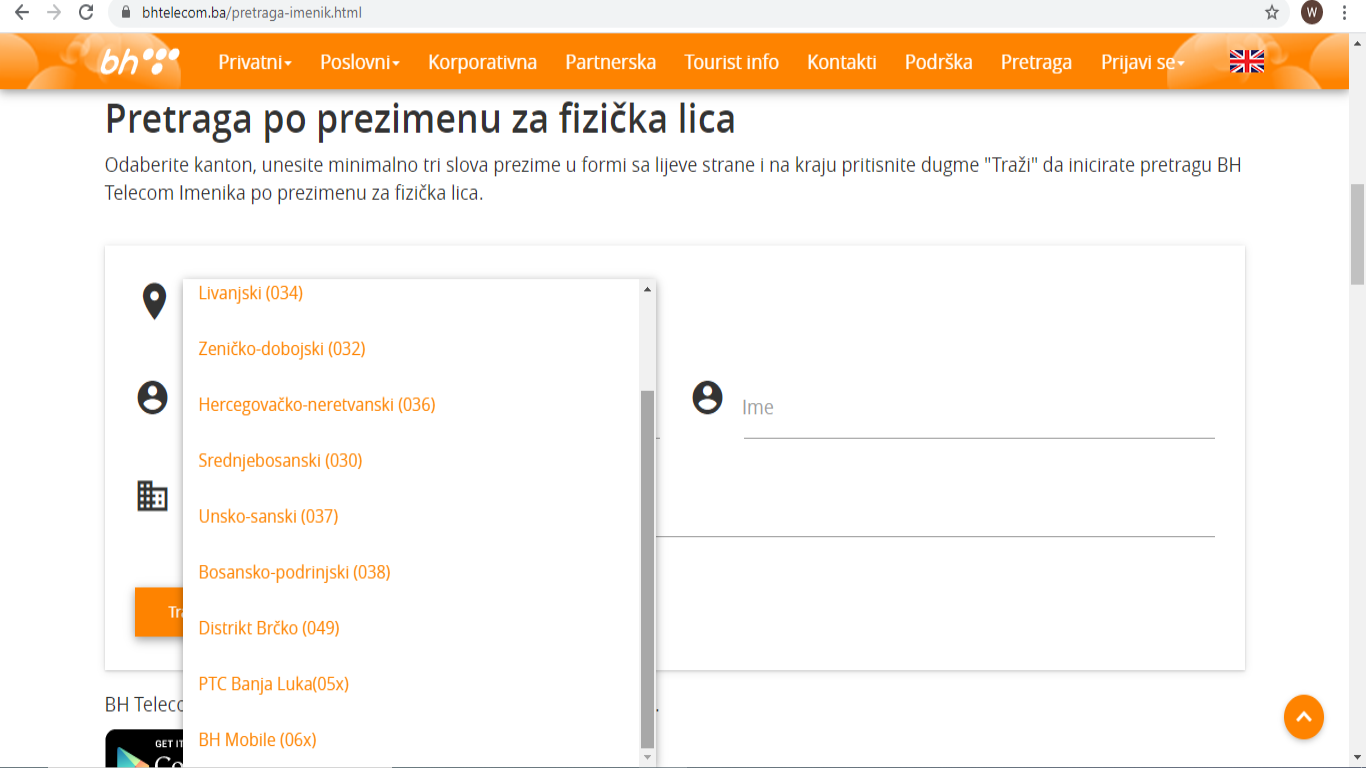 bhtelecom.ba/pretraga-imenik.html
W
bh
Privatni
Poslovni
Korporativna
Partnerska
Tourist info
Kontakti
Podrška
Pretraga
Prijavi se
Pretraga po prezimenu za fizička lica
Odaberite kanton, unesite minimalno tri slova prezime u formi sa lijeve strane i na kraju pritisnite dugme "Traži" da inicirate pretragu BH
Telecom Imenika po prezimenu za fizička lica.
Livanjski (034)
Zeničko-dobojski (032)
Hercegovačko-neretvanski (036)
Ime
Srednjebosanski (030)
Unsko-sanski (037)
Bosansko-podrinjski (038)
Distrikt Brčko (049)
PTC Banja Luka(05x)
BH Mobile (06x)
BH
GET